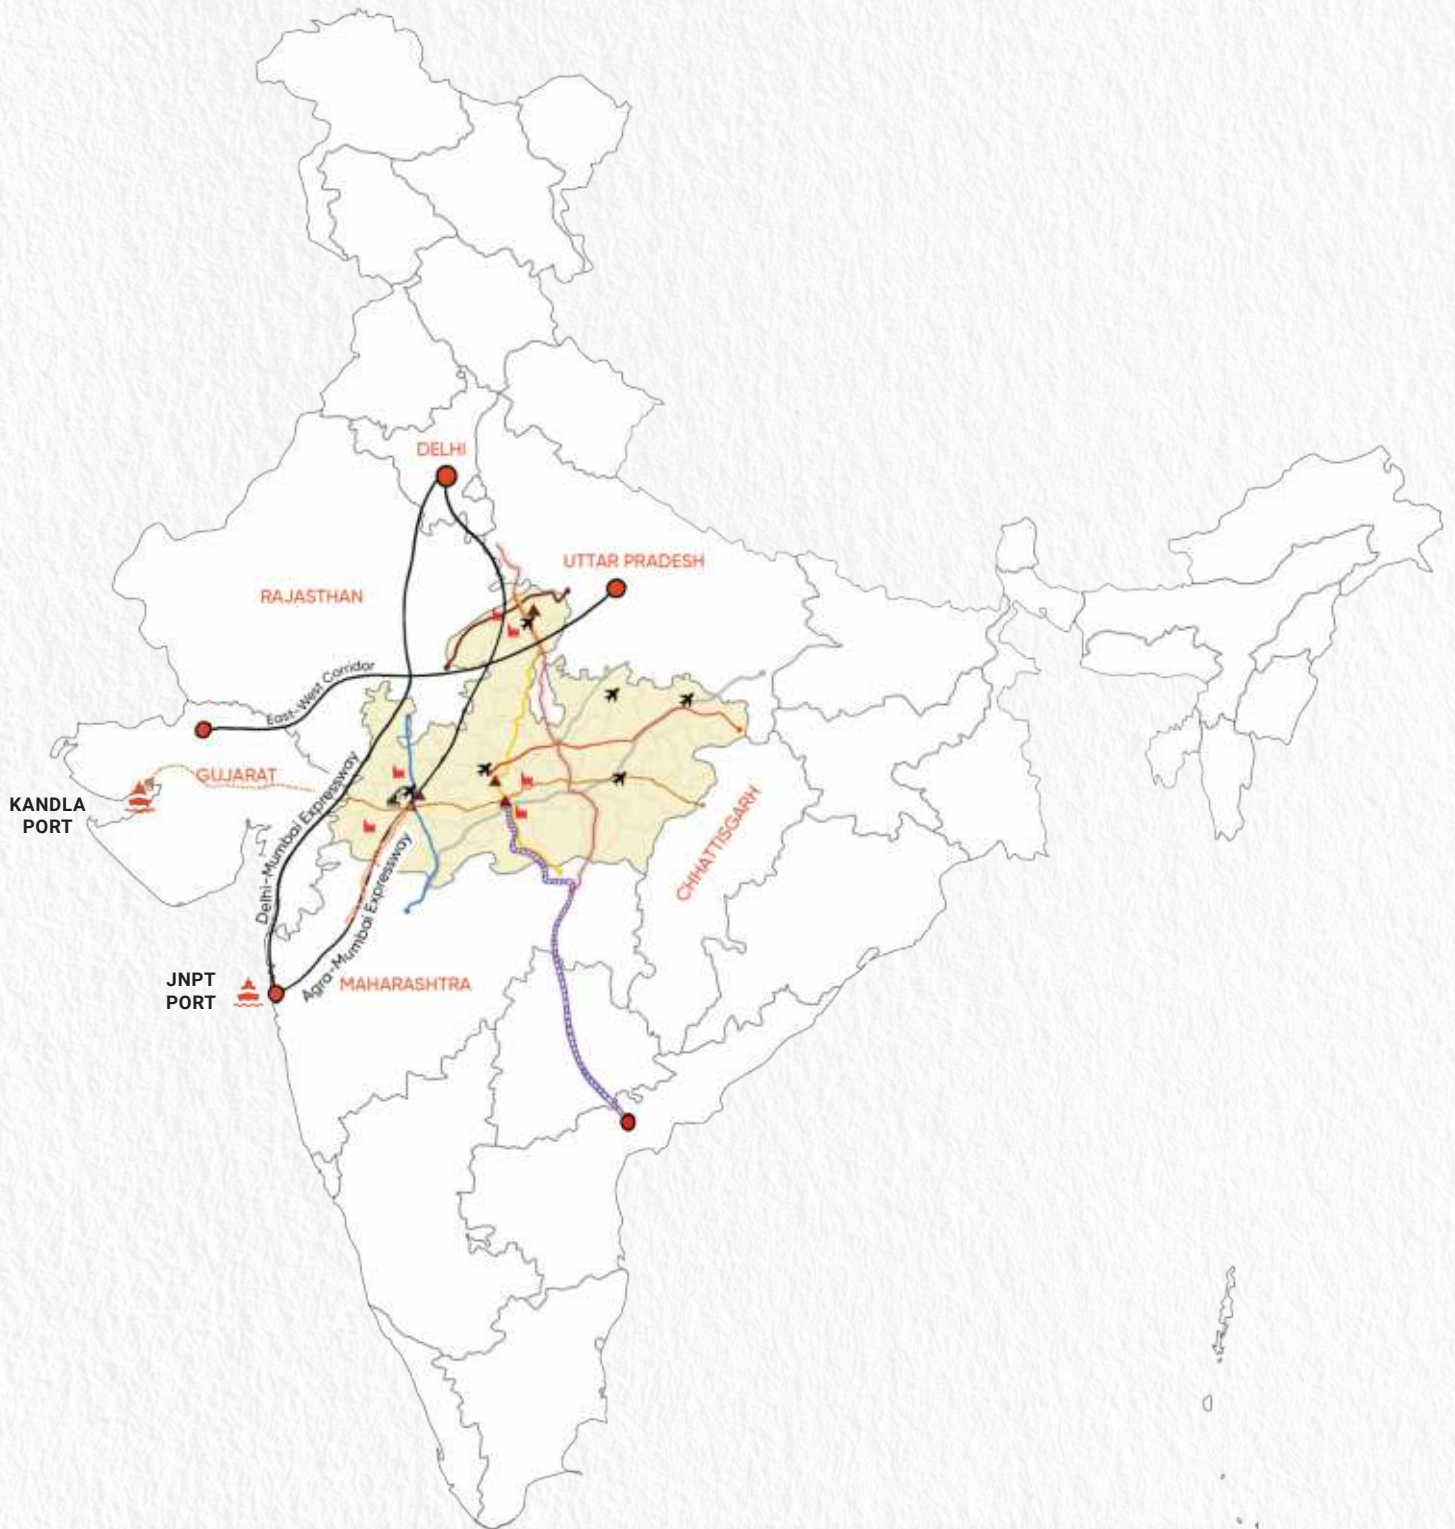 DELHI
UTTAR PRADESH
RAJASTHAN
East-West Corridor
GUJARAT
KANDLA
PORT
Delhi-Mumbai Expressway
CHHATTISGARH
Agra-Mumbai Expressway
JNPT
PORT
MAHARASHTRA